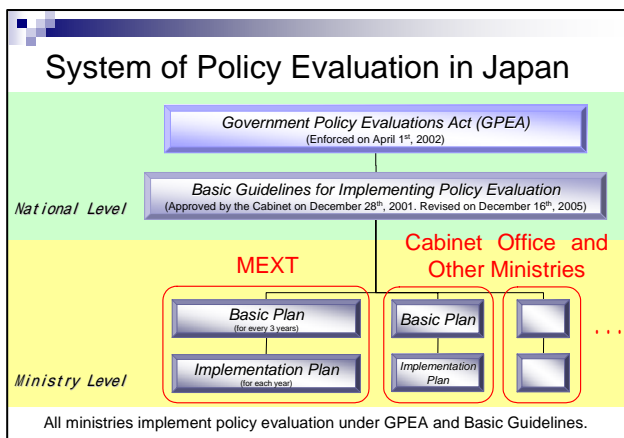 System of Policy Evaluation in Japan
Government Policy Evaluations Act (GPEA)
(Enforced on April 1st, 2002)
Basic Guidelines for Implementing Policy Evaluation
(Approved by the Cabinet on December 28th, 2001. Revised on December 16th, 2005)
National Level
MEXT
Cabinet Office and
Other Ministries
Basic Plan
(for every 3 years)
Basic Plan
. . .
Implementation Plan
(for each year)
Implementation
Plan
Ministry Level
All ministries implement policy evaluation under GPEA and Basic Guidelines.